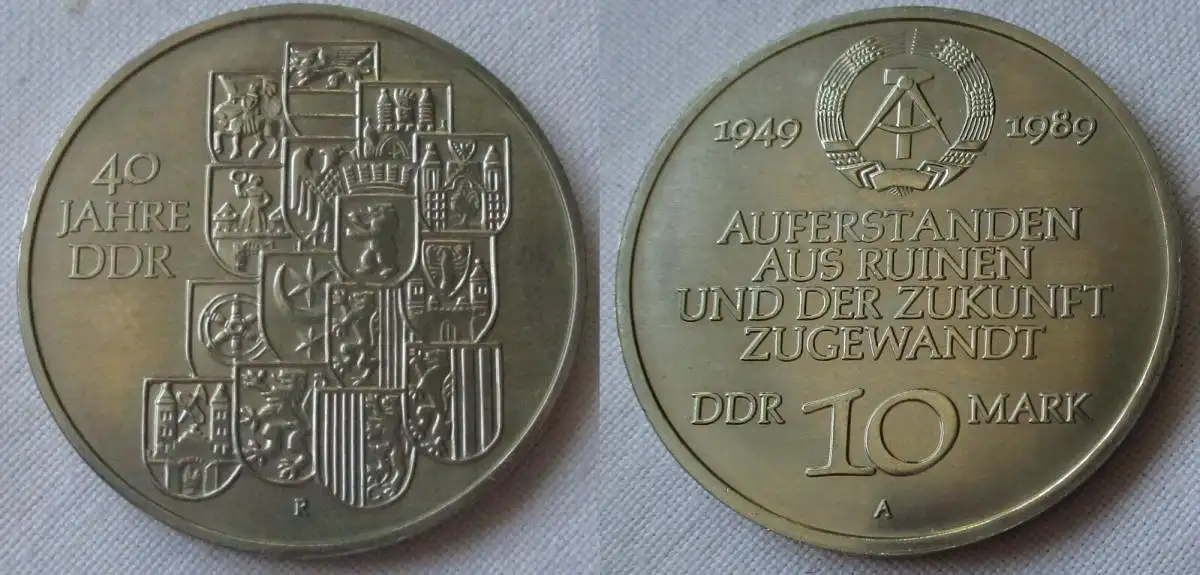 40
JAHRE
DDR
R
1949 1989
AUFERSTANDEN
AUS RUINEN
UND DER ZUKUNFT
ZUGEWANDT
DDR 10 MARK
A